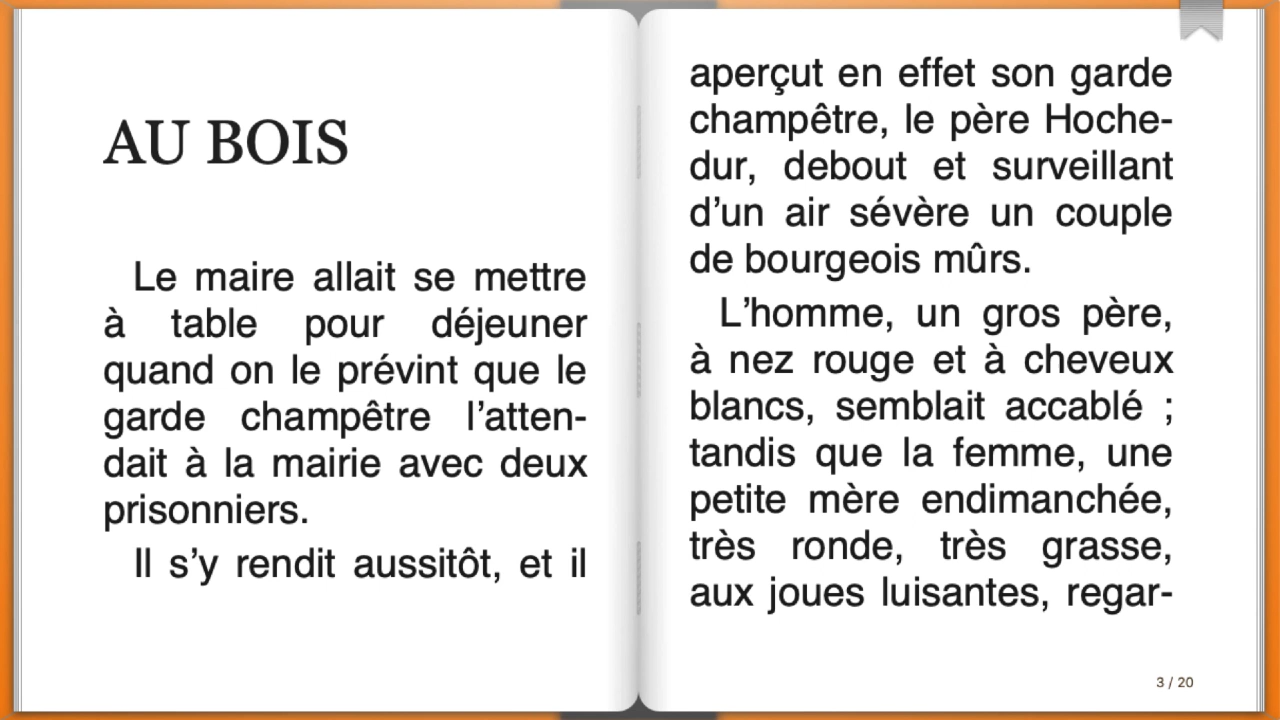 AU BOIS
Le maire allait se mettre
à table pour déjeuner
quand on le prévint que le
garde champêtre l’atten-
dait à la mairie avec deux
prisonniers.
Il s’y rendit aussitôt, et il
aperçut en effet son garde
champêtre, le père Hoche-
dur, debout et surveillant
d’un air sévère un couple
de bourgeois mûrs.
L’homme, un gros père,
à nez rouge et à cheveux
blancs, semblait accablé ;
tandis que la femme, une
petite mère endimanchée,
très ronde, très grasse,
aux joues luisantes, regar-
3 / 20